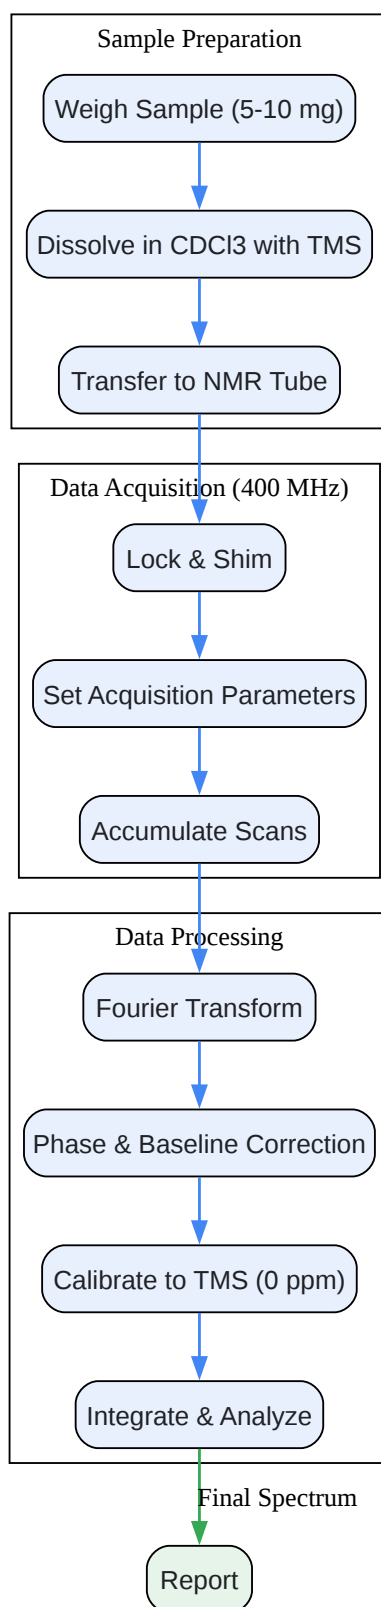 Sample Preparation
Weigh Sample (5-10 mg)
Dissolve in CDCl3 with TMS
Transfer to NMR Tube
Data Acquisition (400 MHz)
Lock & Shim
Set Acquisition Parameters
Accumulate Scans
Data Processing
Fourier Transform
Phase & Baseline Correction
Calibrate to TMS (0 ppm)
Integrate & Analyze
Final Spectrum
Report